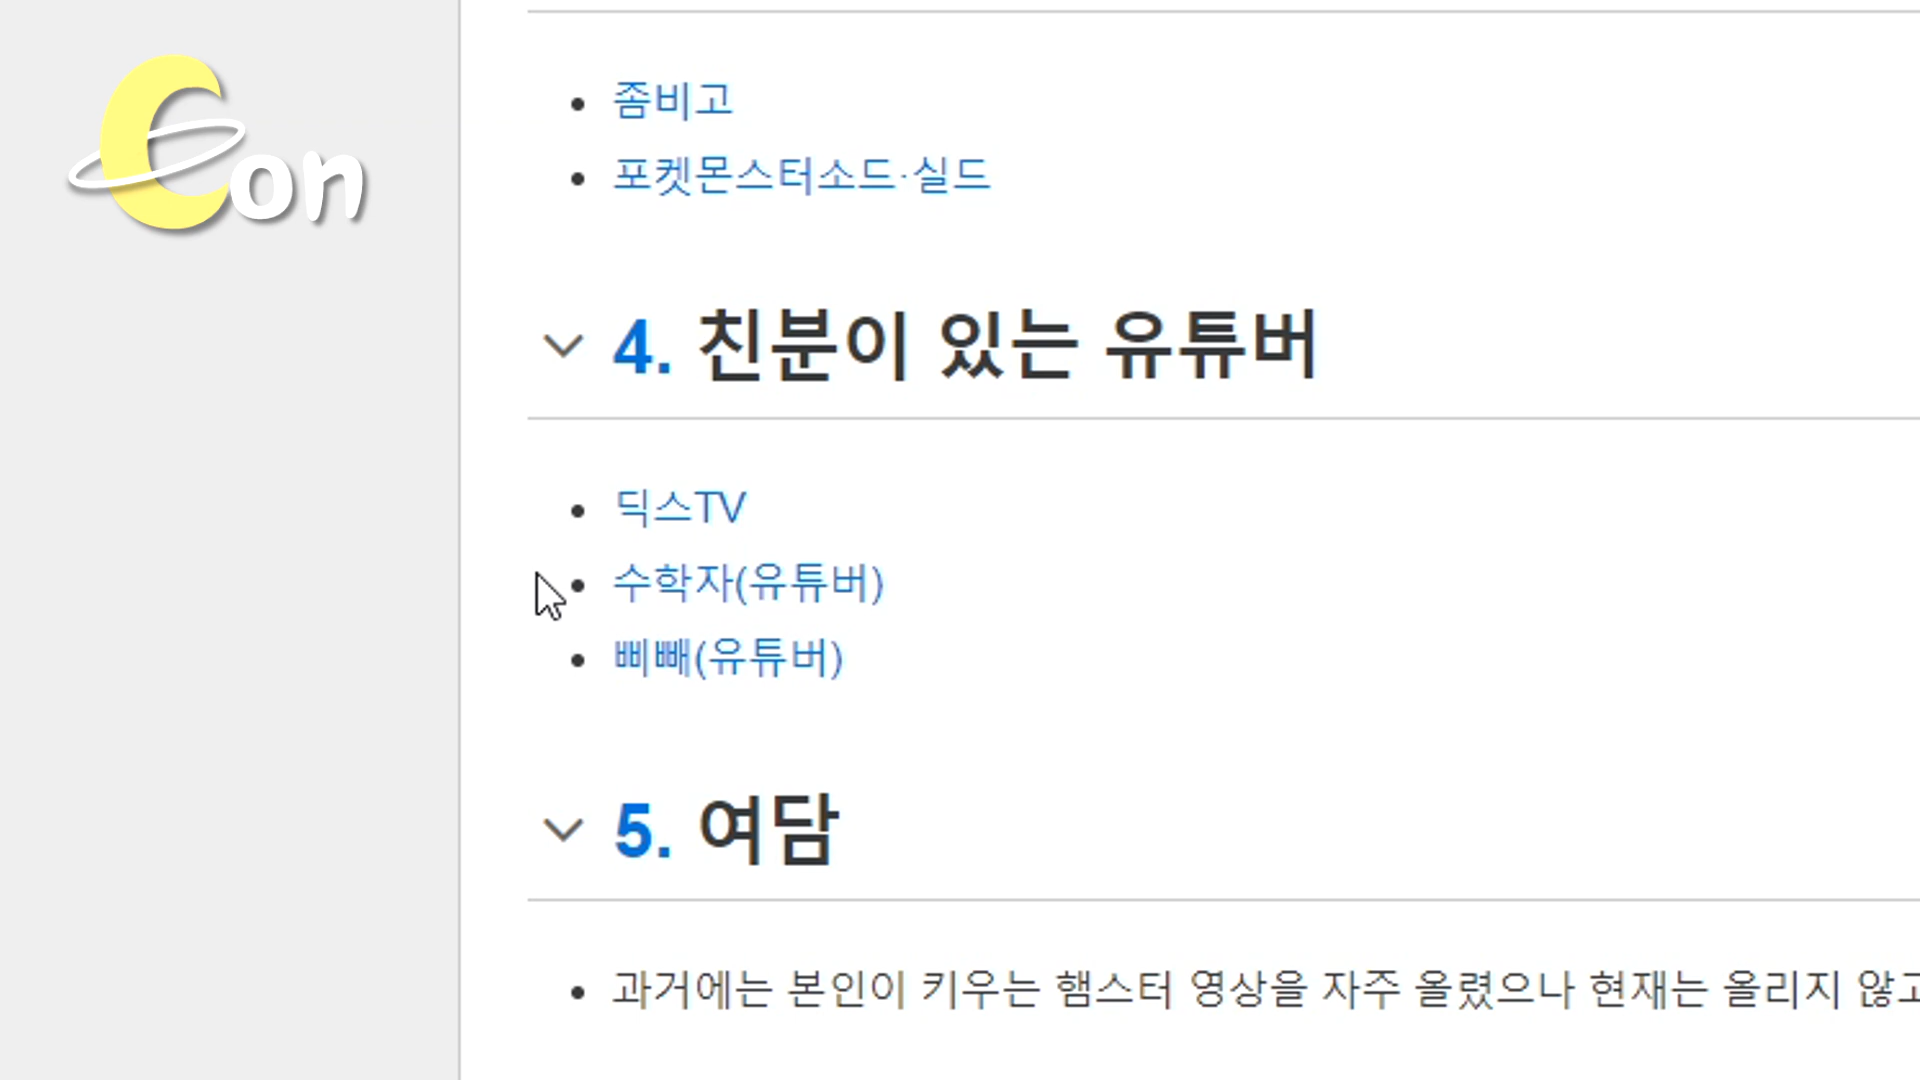 Con
좀비고
포켓몬스터소드·실드
4. 친분이 있는 유튜버
딕스TV
수학자(유튜버)
삐빼(유튜버)
5. 여담
과거에는 본인이 키우는 햄스터 영상을 자주 올렸으나 현재는 올리지 않고